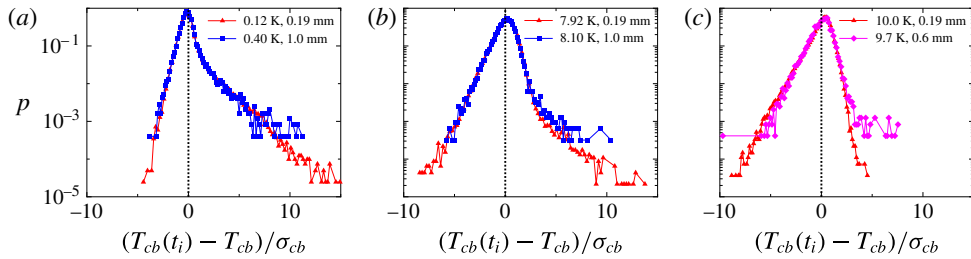 (a)
0.12 K, 0.19 mm
0.40 K, 1.0 mm
(b)
7.92 K, 0.19 mm
8.10 K, 1.0 mm
(c)
10.0 K, 0.19 mm
9.7 K, 0.6 mm
p
10⁻¹
10⁻³
10⁻⁵
−10 0 10
−10 0 10
−10 0 10
(T_cb(t_i) − T_cb)/σ_cb
(T_cb(t_i) − T_cb)/σ_cb
(T_cb(t_i) − T_cb)/σ_cb